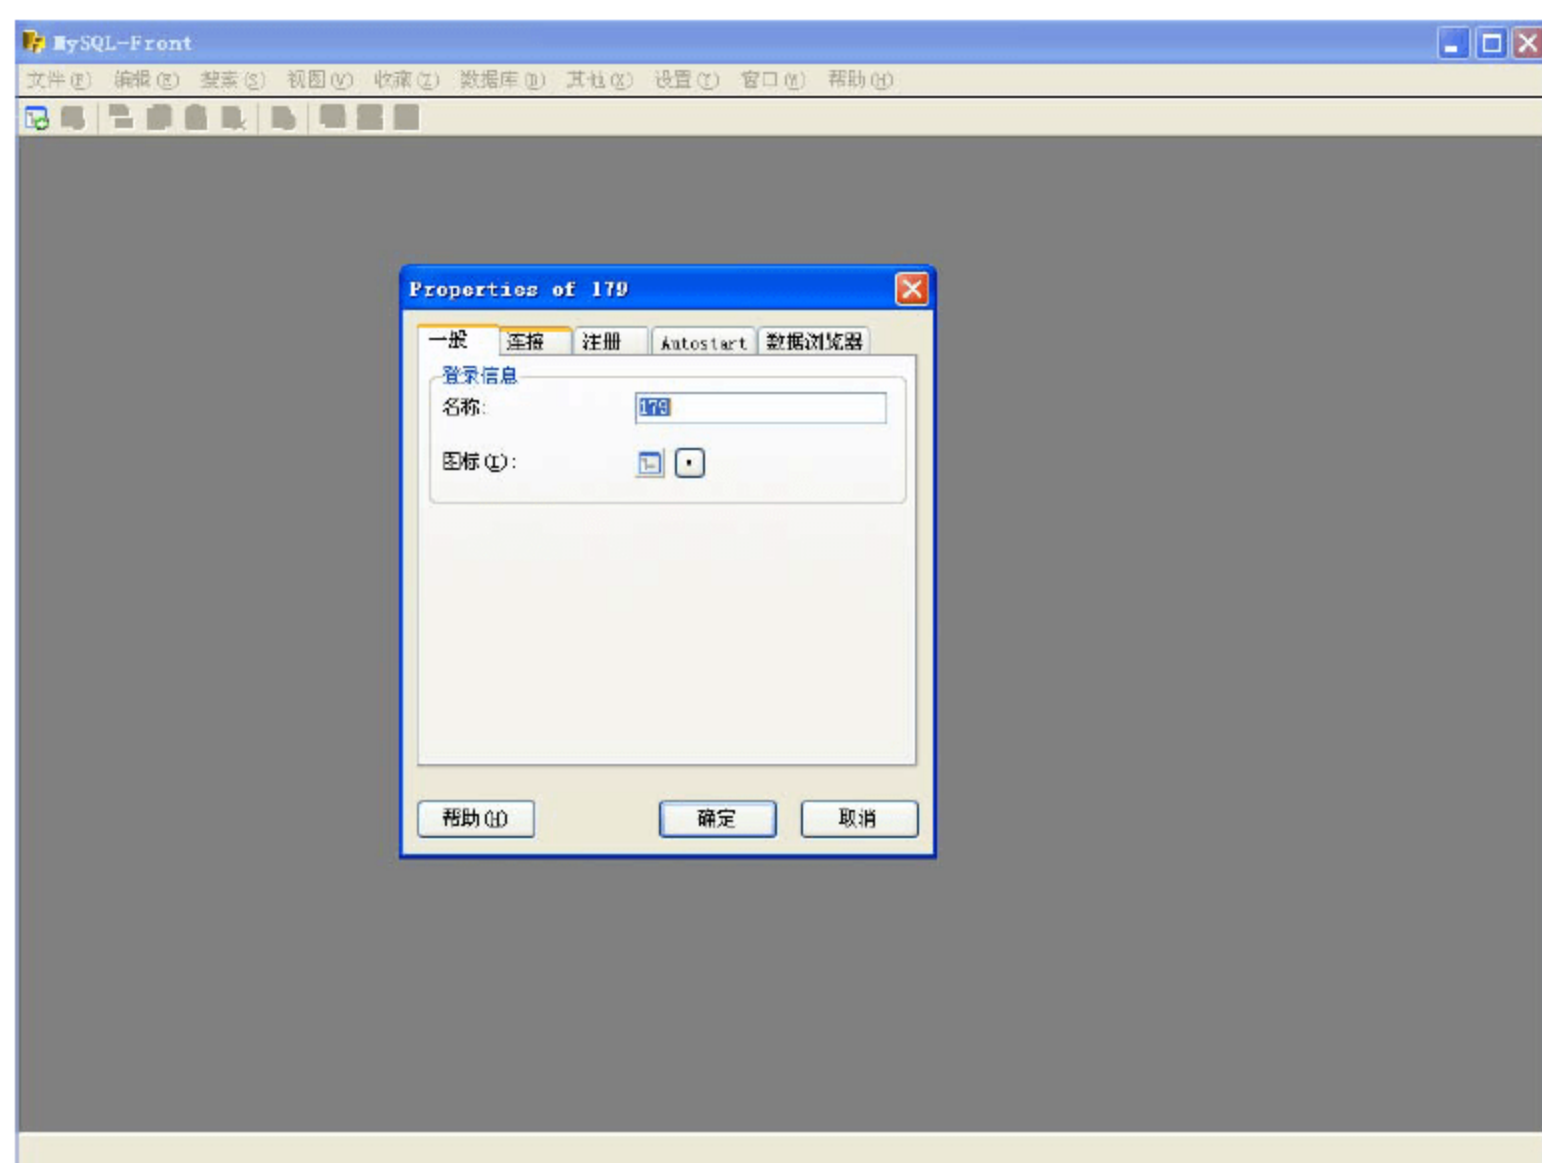 MySQL-Front
文件(F) 编辑(E) 搜索(S) 视图(V) 收藏(Z) 数据库(D) 其他(X) 设置(T) 窗口(W) 帮助(H)
Properties of 179
一般 连接 注册 Autostart 数据浏览器
登录信息
名称: 179
图标(I):
帮助(H) 确定 取消